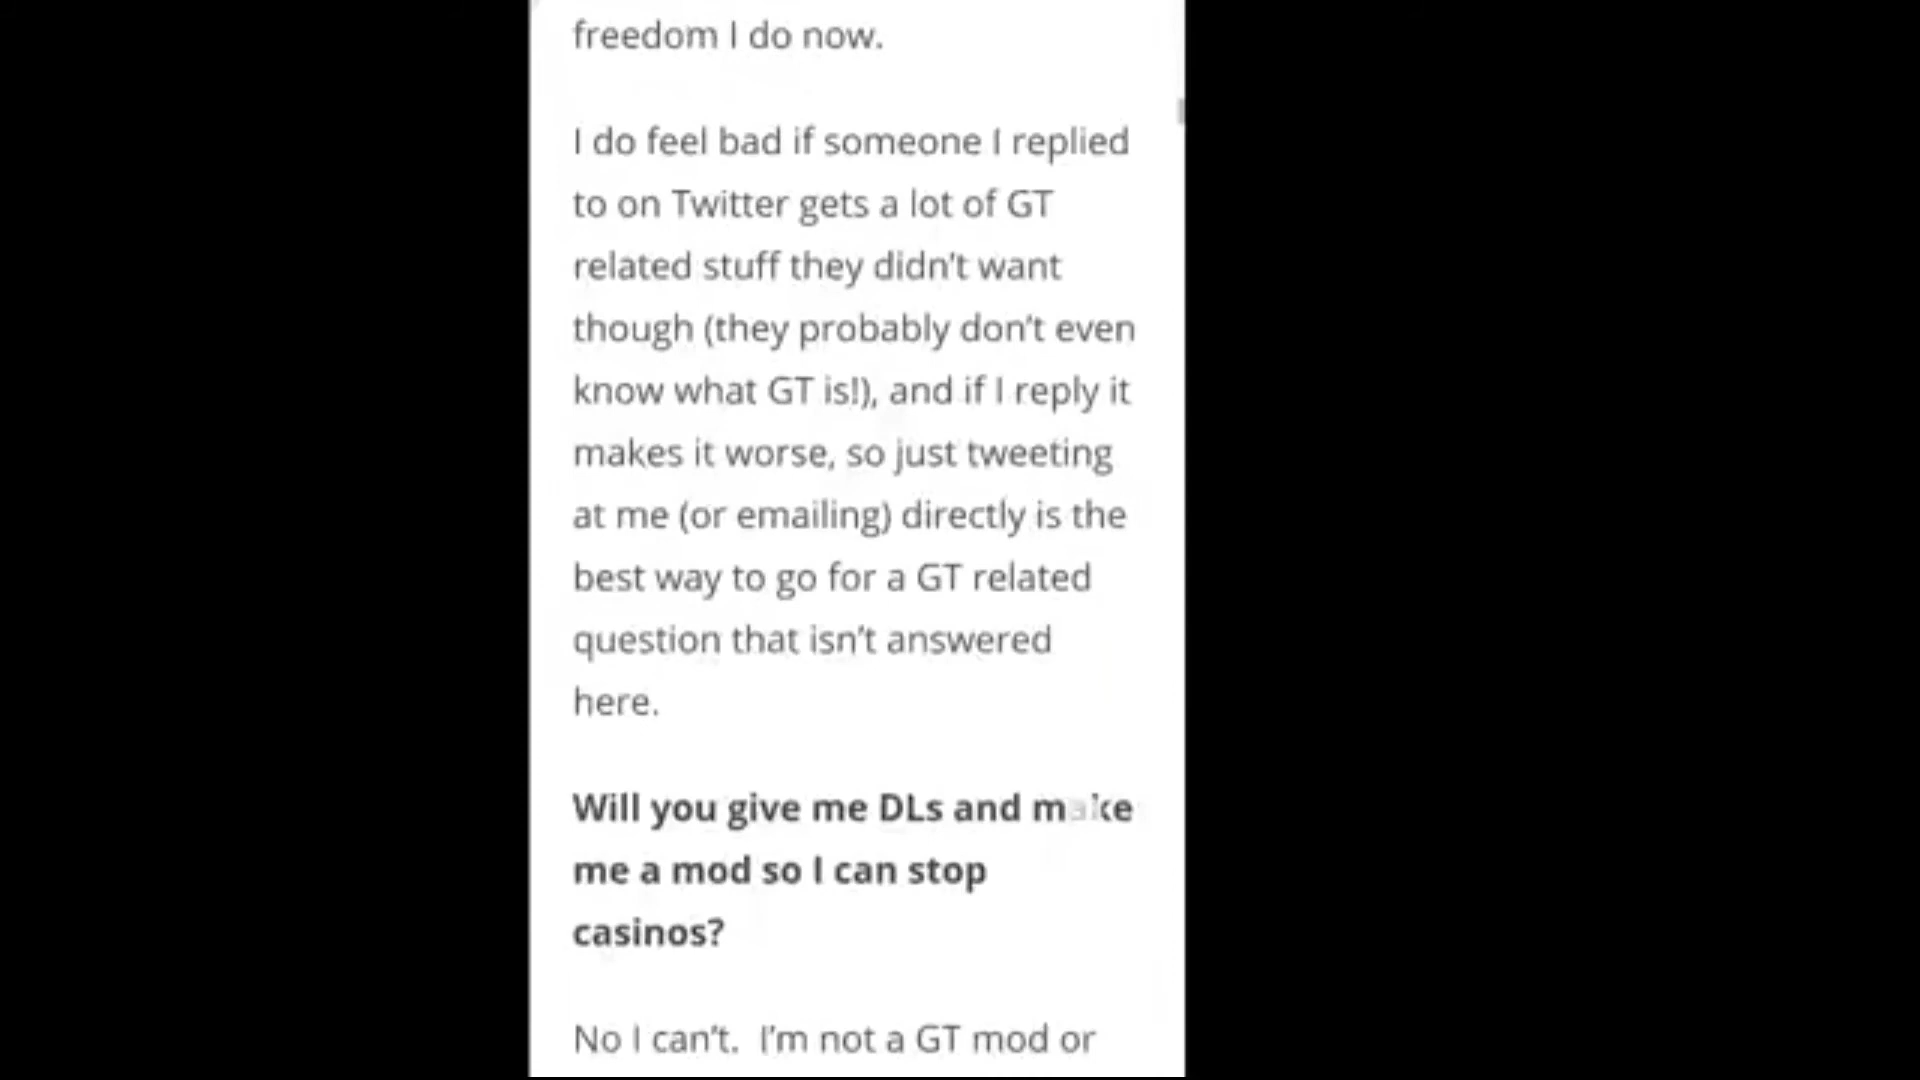 freedom I do now.
I do feel bad if someone I replied
to on Twitter gets a lot of GT
related stuff they didn’t want
though (they probably don’t even
know what GT is!), and if I reply it
makes it worse, so just tweeting
at me (or emailing) directly is the
best way to go for a GT related
question that isn’t answered
here.
Will you give me DLs and make
me a mod so I can stop
casinos?
No I can’t.  I’m not a GT mod or